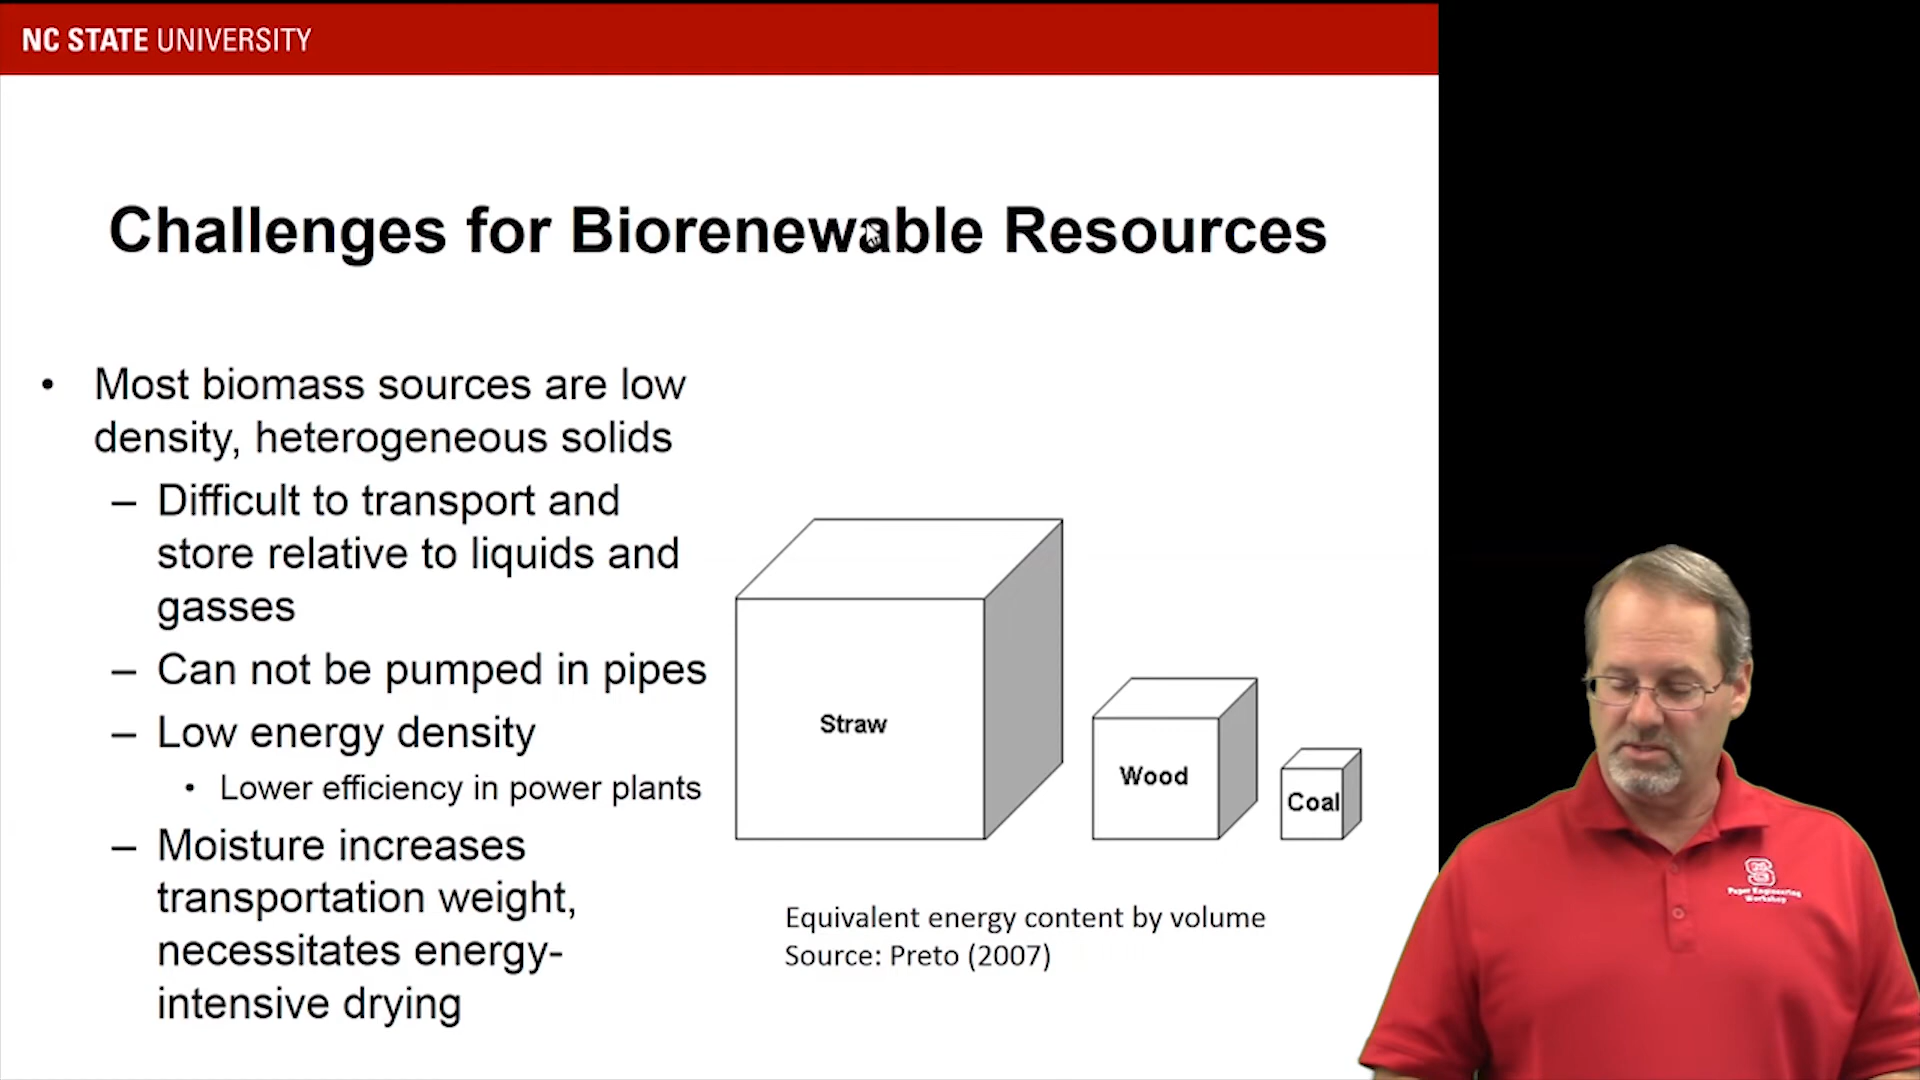 NC STATE UNIVERSITY
Challenges for Biorenewable Resources
• Most biomass sources are low
density, heterogeneous solids
– Difficult to transport and
store relative to liquids and
gasses
– Can not be pumped in pipes
– Low energy density
• Lower efficiency in power plants
– Moisture increases
transportation weight,
necessitates energy-
intensive drying
Straw
Wood
Coal
Equivalent energy content by volume
Source: Preto (2007)
S
Paper Engineering
Workshop